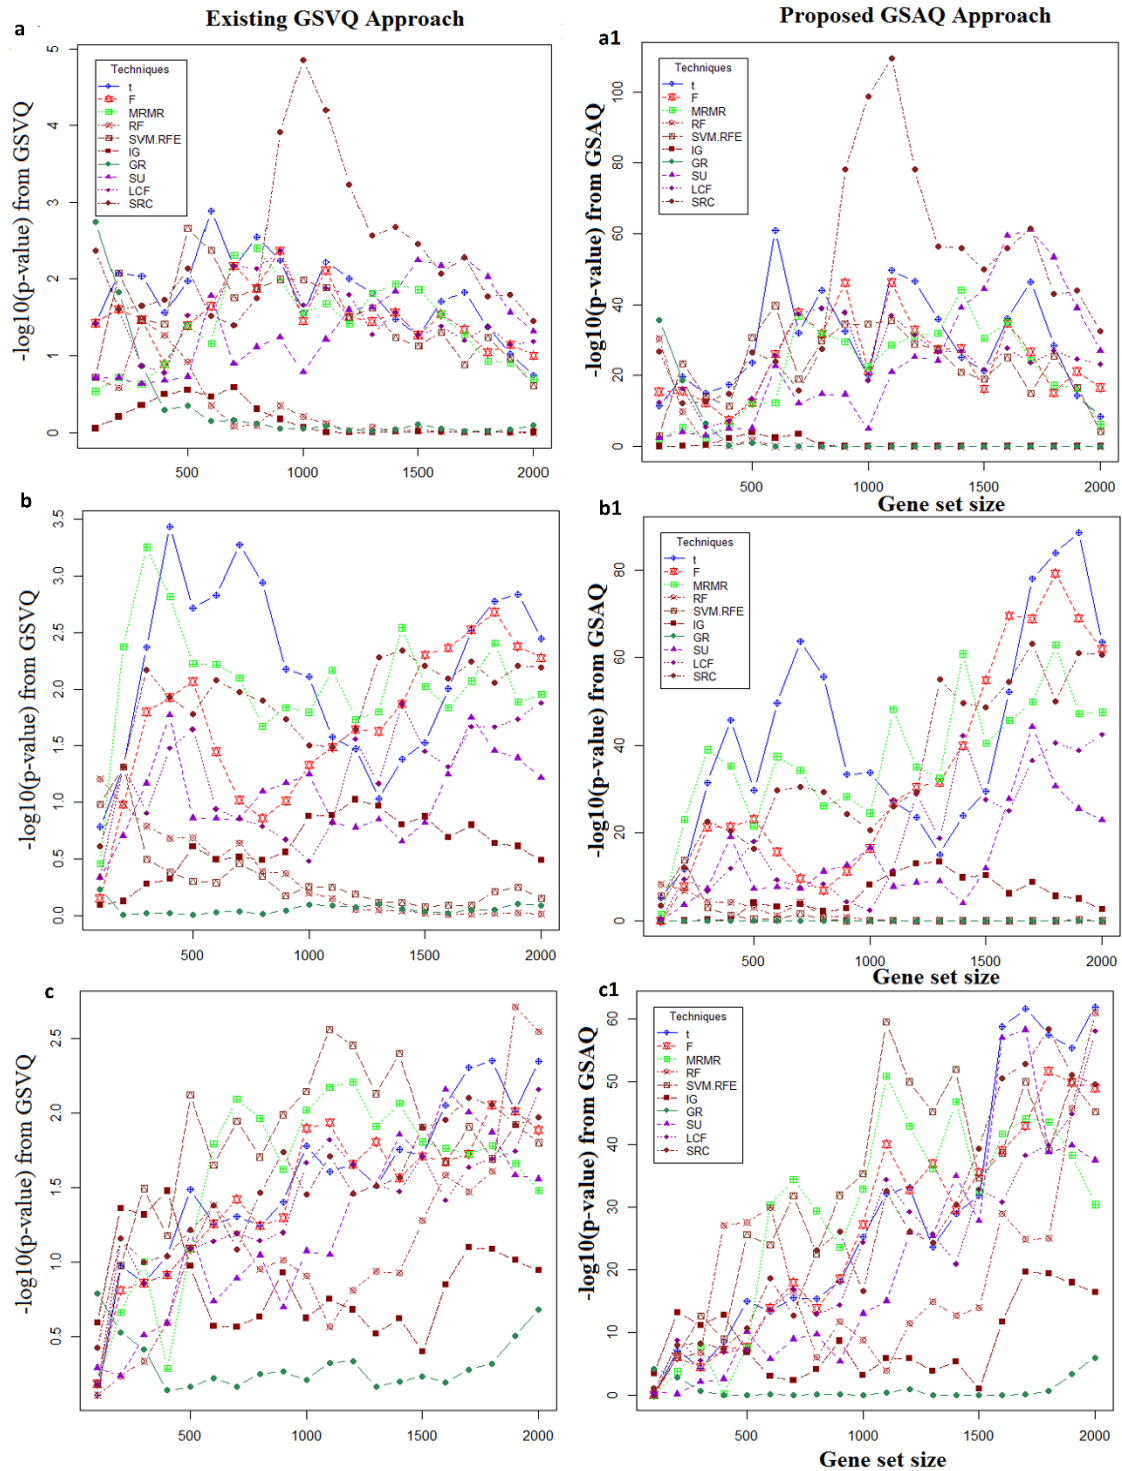 Existing GSVQ Approach
Proposed GSAQ Approach
a
-log10(p-value) from GSVQ
0
1
2
3
4
5
Techniques
t
F
MRMR
RF
SVM.RFE
IG
GR
SU
LCF
SRC
500
1000
1500
2000
a1
-log10(p-value) from GSAQ
0
20
40
60
80
100
Techniques
t
F
MRMR
RF
SVM.RFE
IG
GR
SU
LCF
SRC
500
1000
1500
2000
Gene set size
b
-log10(p-value) from GSVQ
0.0
0.5
1.0
1.5
2.0
2.5
3.0
3.5
500
1000
1500
2000
b1
-log10(p-value) from GSAQ
0
20
40
60
80
Techniques
t
F
MRMR
RF
SVM.RFE
IG
GR
SU
LCF
SRC
500
1000
1500
2000
Gene set size
c
-log10(p-value) from GSVQ
0.5
1.0
1.5
2.0
2.5
500
1000
1500
2000
c1
-log10(p-value) from GSAQ
0
10
20
30
40
50
60
Techniques
t
F
MRMR
RF
SVM.RFE
IG
GR
SU
LCF
SRC
500
1000
1500
2000
Gene set size